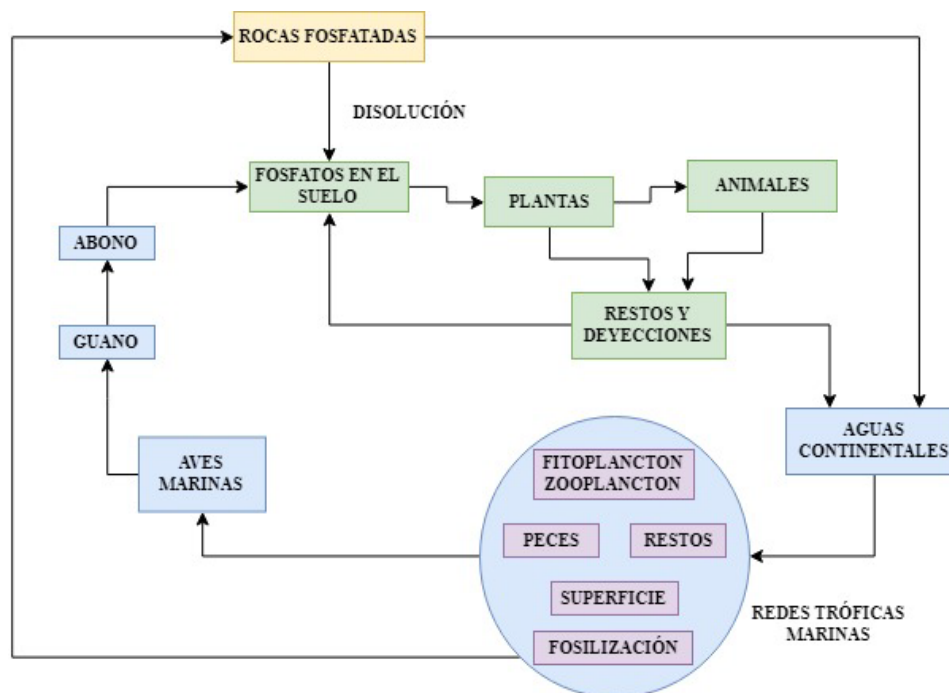 ROCAS FOSFATADAS
DISOLUCIÓN
FOSFATOS EN EL
SUELO
PLANTAS
ANIMALES
ABONO
RESTOS Y
DEYECCIONES
GUANO
AGUAS
CONTINENTALES
AVES
MARINAS
FITOPLANCTON
ZOOPLANCTON
PECES
RESTOS
SUPERFICIE
FOSILIZACIÓN
REDES TRÓFICAS
MARINAS